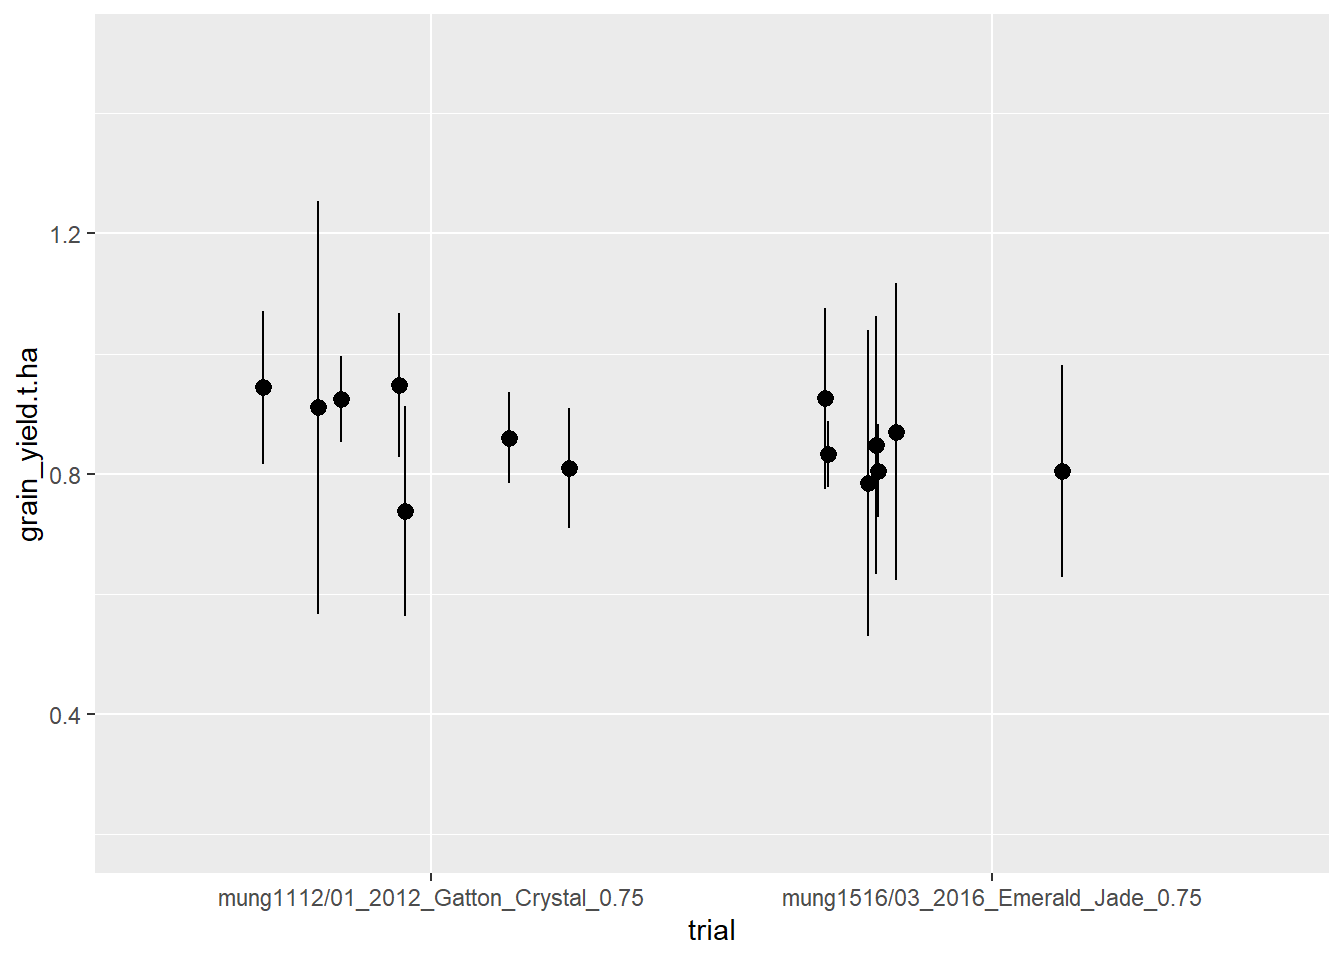 grain_yield.t.ha
1.2
0.8
0.4
mung1112/01_2012_Gatton_Crystal_0.75
mung1516/03_2016_Emerald_Jade_0.75
trial